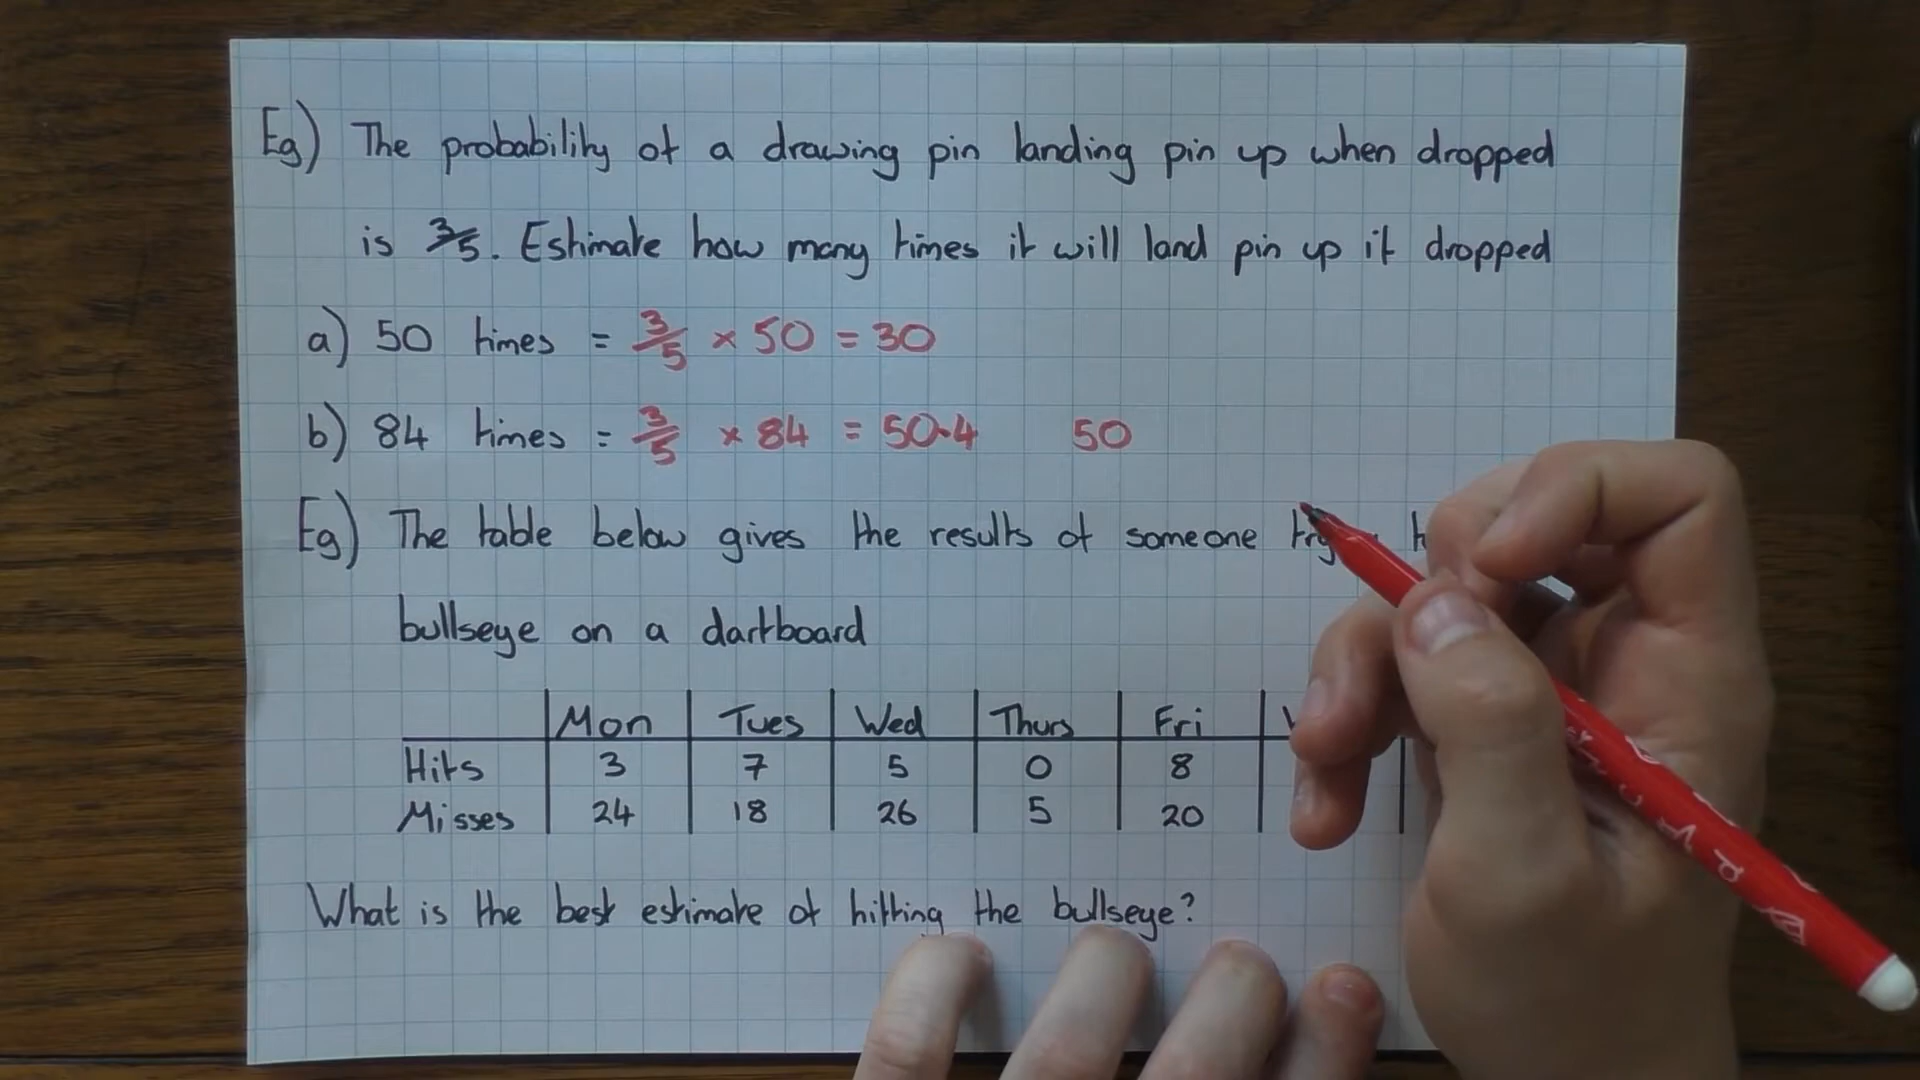 Eg) The probability of a drawing pin landing pin up when dropped
is 3/5. Estimate how many times it will land pin up if dropped
a) 50 times = 3/5 × 50 = 30
b) 84 times = 3/5 × 84 = 50.4 50
Eg) The table below gives the results of someone
bullseye on a dartboard
Mon Tues Wed Thurs Fri
Hits 3 7 5 0 8
Misses 24 18 26 5 20
What is the best estimate of hitting the bullseye?